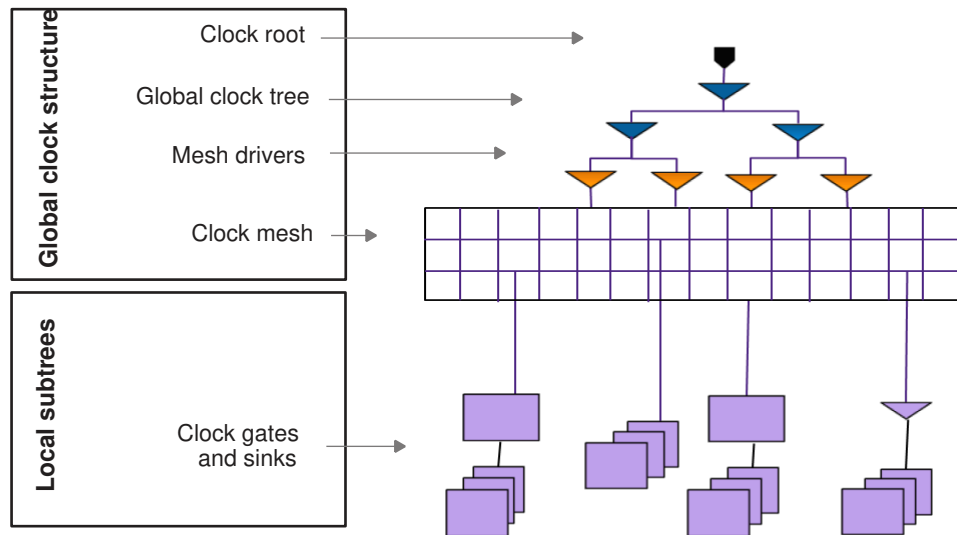 Global clock structure
Clock root
Global clock tree
Mesh drivers
Clock mesh
Local subtrees
Clock gates
and sinks